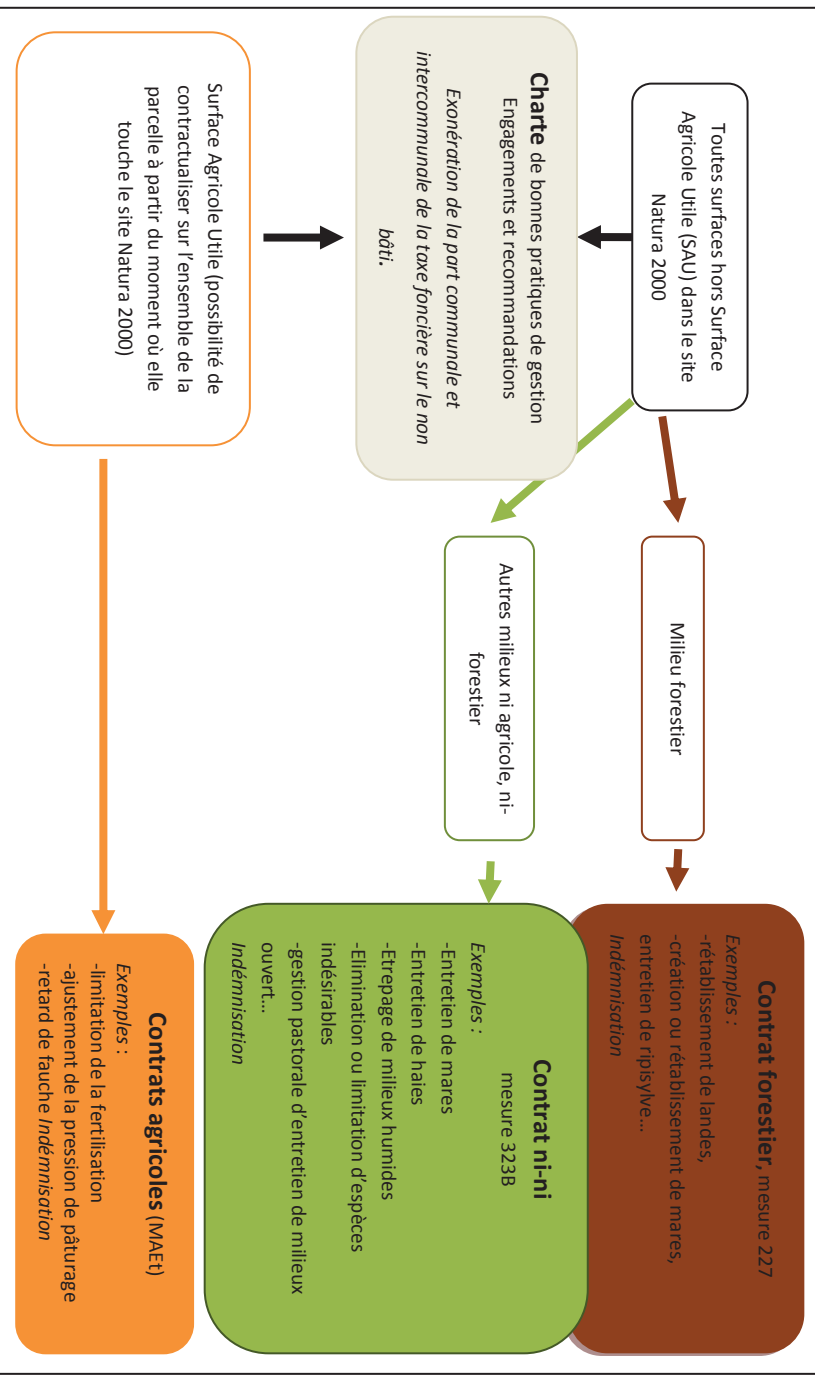 Toutes surfaces hors Surface
Agricole Utile (SAU) dans le site
Natura 2000
Charte de bonnes pratiques de gestion
Engagements et recommandations
Exonération de la part communale et
intercommunale de la taxe foncière sur le non
bâti.
Surface Agricole Utile (possibilité de
contractualiser sur l'ensemble de la
parcelle à partir du moment où elle
touche le site Natura 2000)
Milieu forestier
Autres milieux ni agricole, ni-
forestier
Contrat forestier, mesure 227
Exemples :
-rétablissement de landes,
-création ou rétablissement de mares,
entretien de ripisylve…
Indémnisation
Contrat ni-ni
mesure 323B
Exemples :
-Entretien de mares
-Entretien de haies
-Etrepage de milieux humides
-Elimination ou limitation d'espèces
indésirables
-gestion pastorale d'entretien de milieux
ouvert…
Indémnisation
Contrats agricoles (MAEt)
Exemples :
-limitation de la fertilisation
-ajustement de la pression de pâturage
-retard de fauche Indémnisation